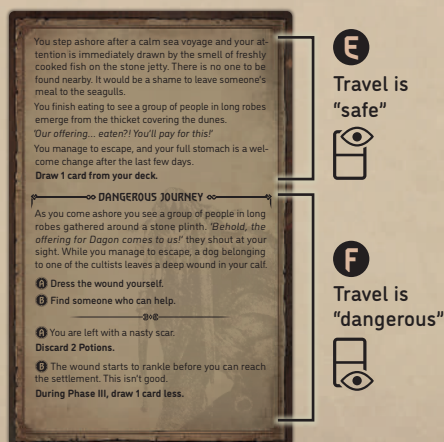 You step ashore after a calm sea voyage and your at-
tention is immediately drawn by the smell of freshly
cooked fish on the stone jetty. There is no one to be
found nearby. It would be a shame to leave someone's
meal to the seagulls.
You finish eating to see a group of people in long robes
emerge from the thicket covering the dunes.
'Our offering... eaten?! You'll pay for this!'
You manage to escape, and your full stomach is a wel-
come change after the last few days.
Draw 1 card from your deck.
DANGEROUS JOURNEY
As you come ashore you see a group of people in long
robes gathered around a stone plinth. 'Behold, the
offering for Dagon comes to us!' they shout at your
sight. While you manage to escape, a dog belonging
to one of the cultists leaves a deep wound in your calf.
A Dress the wound yourself.
B Find someone who can help.
A You are left with a nasty scar.
Discard 2 Potions.
B The wound starts to rankle before you can reach
the settlement. This isn't good.
During Phase III, draw 1 card less.
E
Travel is
"safe"
F
Travel is
"dangerous"